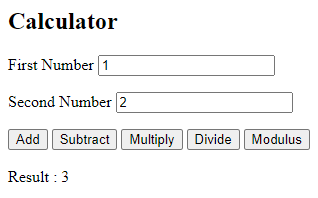 Calculator
First Number 1
Second Number 2
Add Subtract Multiply Divide Modulus
Result : 3